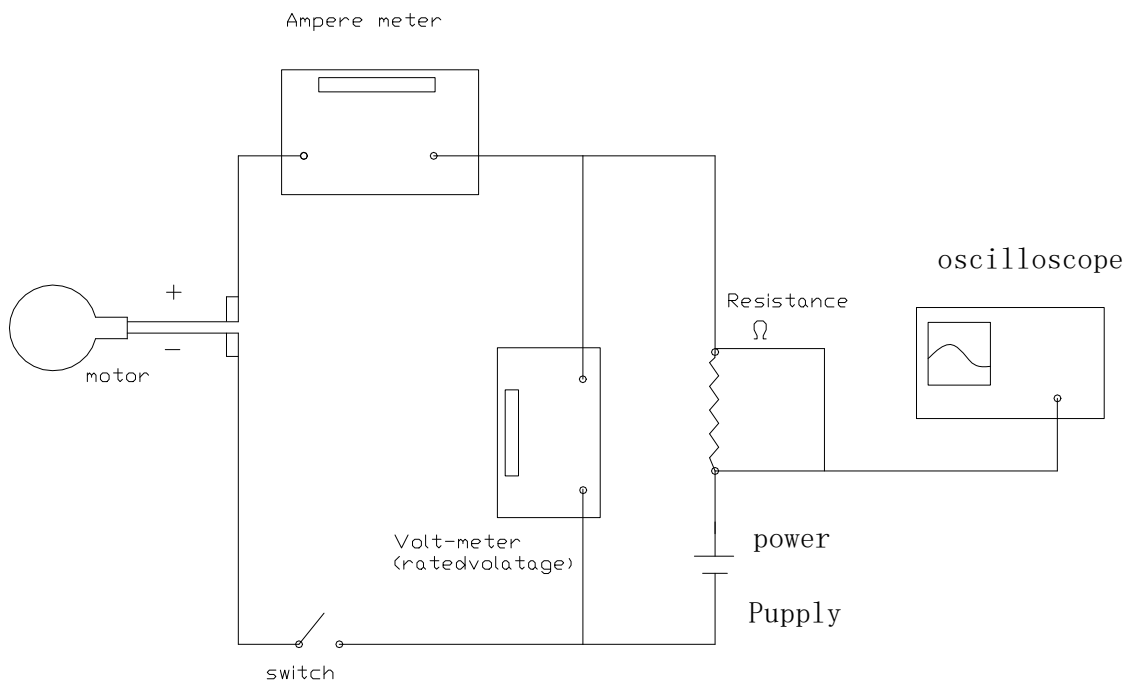 Ampere meter
oscilloscope
+
Resistance
Ω
−
motor
Volt-meter
(ratedvolatage)
power
Pupply
switch